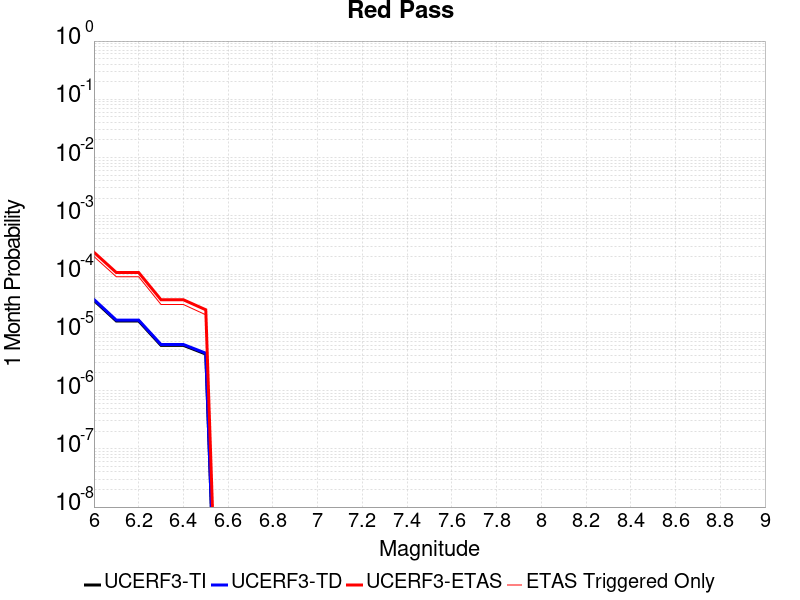 Red Pass
10^0
10^-1
10^-2
10^-3
10^-4
10^-5
10^-6
10^-7
10^-8
1 Month Probability
6 6.2 6.4 6.6 6.8 7 7.2 7.4 7.6 7.8 8 8.2 8.4 8.6 8.8 9
Magnitude
UCERF3-TI UCERF3-TD UCERF3-ETAS ETAS Triggered Only